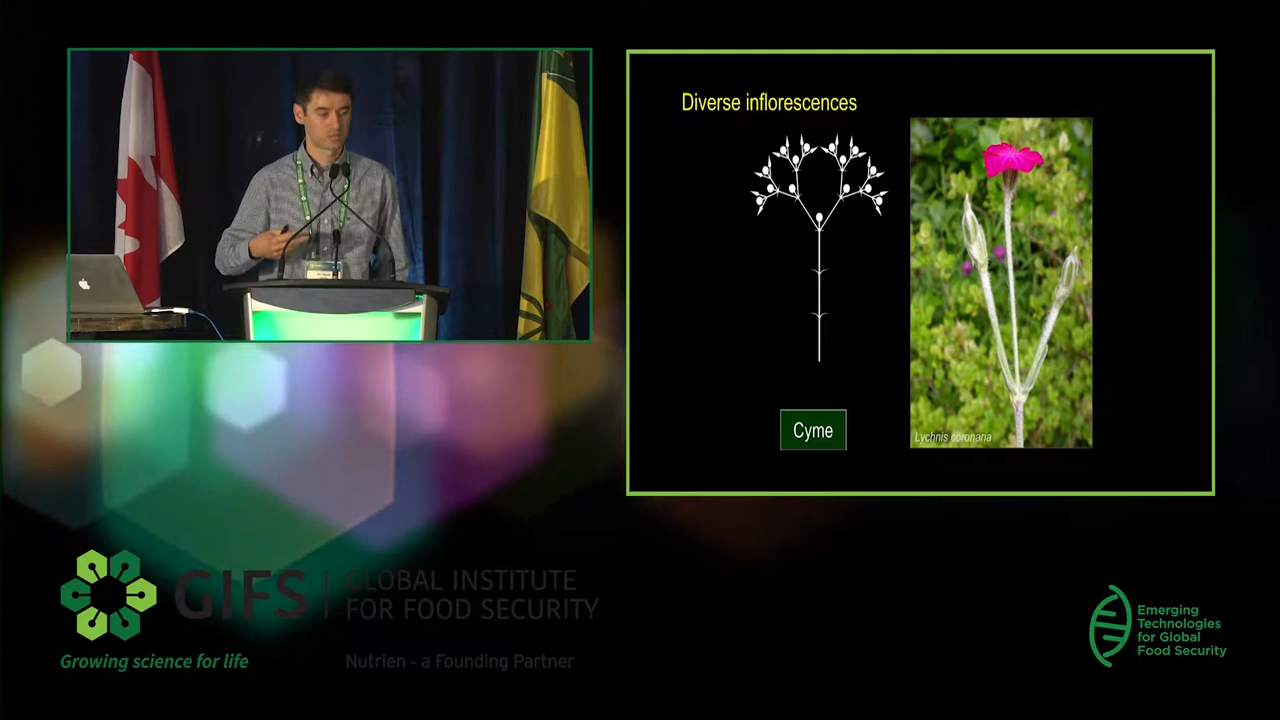 Diverse inflorescences
Cyme
Lychnis coronaria
GIFS
GLOBAL INSTITUTE
FOR FOOD SECURITY
Growing science for life
Nutrien - a Founding Partner
Emerging
Technologies
for Global
Food Security